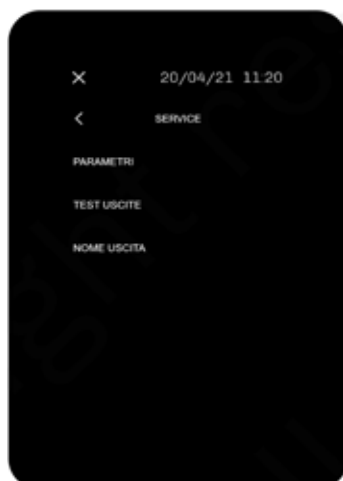 × 20/04/21 11:20
< SERVICE
PARAMETRI
TEST USCITE
NOME USCITA